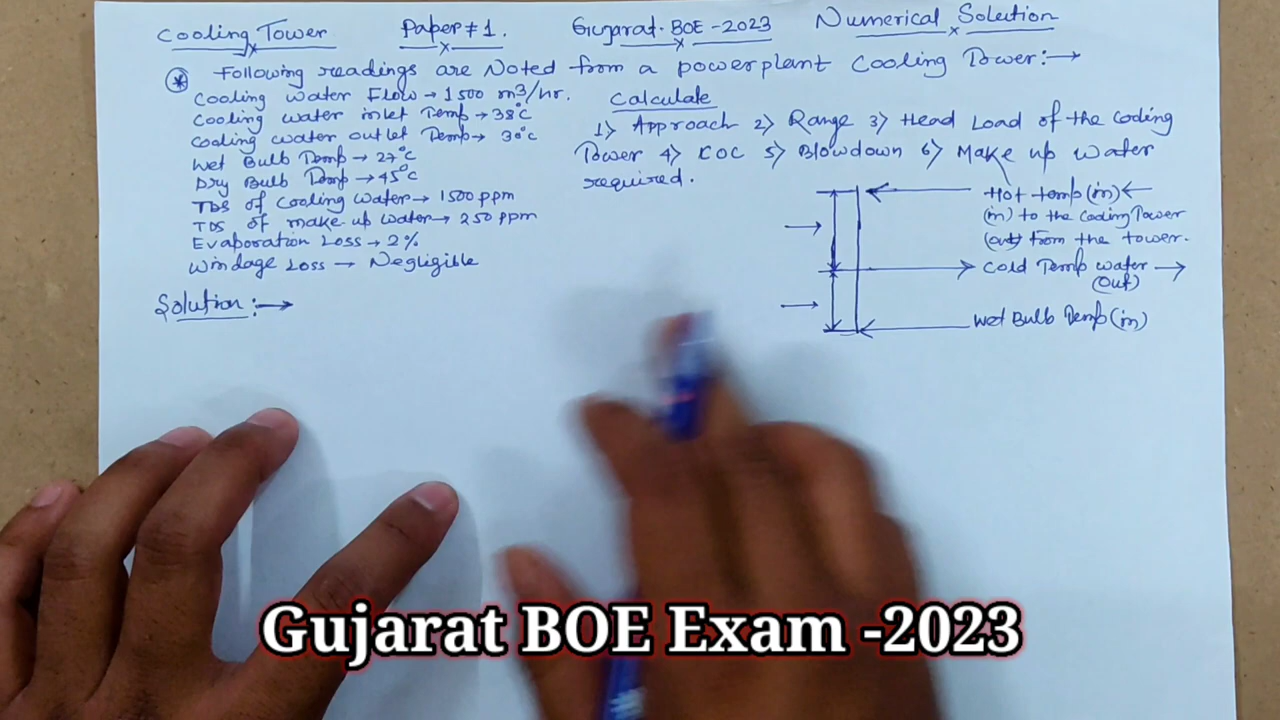 Cooling Tower Paper #1. Gujarat BOE-2023 Numerical Solution
* Following readings are Noted from a powerplant Cooling Tower:→
Cooling water Flow → 1500 m3/hr.
Cooling water inlet Temp → 38°C
Cooling water outlet Temp → 30°C
Wet Bulb Temp → 27°C
Dry Bulb Temp → 45°C
TDS of Cooling water → 1500 ppm
TDS of make-up water → 250 ppm
Evaporation Loss → 2%
Windage Loss → Negligible
Calculate
1> Approach 2> Range 3> Head Load of the Cooling
Tower 4> COC 5> Blowdown 6> Make up water
required.
Hot temp (in) ←
(in) to the Cooling Tower
(out) from the tower.
Cold Temp water →
(out)
Wet Bulb Temp (in)
Solution:→
Gujarat BOE Exam -2023